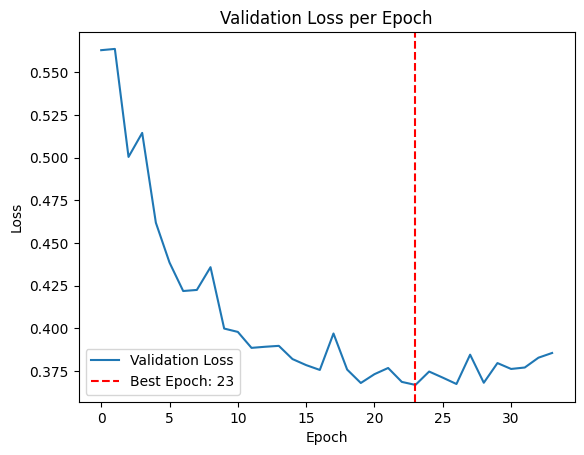 Validation Loss per Epoch
Loss
0.550
0.525
0.500
0.475
0.450
0.425
0.400
0.375
Validation Loss
Best Epoch: 23
0 5 10 15 20 25 30
Epoch